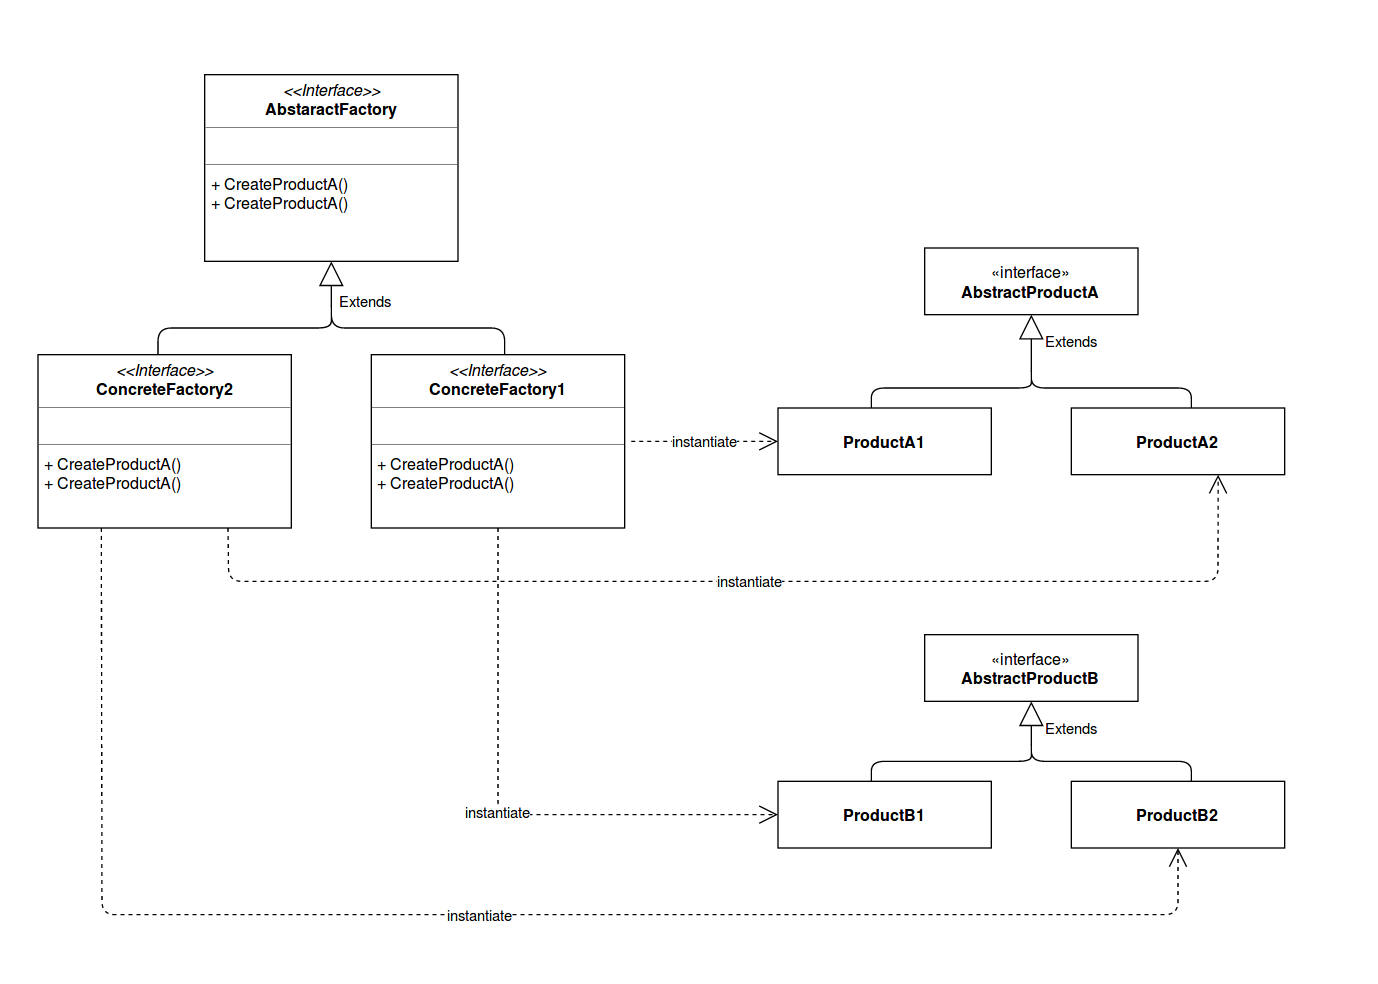 <<Interface>>
AbstaractFactory
+ CreateProductA()
+ CreateProductA()
Extends
<<Interface>>
ConcreteFactory2
+ CreateProductA()
+ CreateProductA()
<<Interface>>
ConcreteFactory1
+ CreateProductA()
+ CreateProductA()
«interface»
AbstractProductA
Extends
instantiate
ProductA1
ProductA2
instantiate
«interface»
AbstractProductB
Extends
instantiate
ProductB1
ProductB2
instantiate